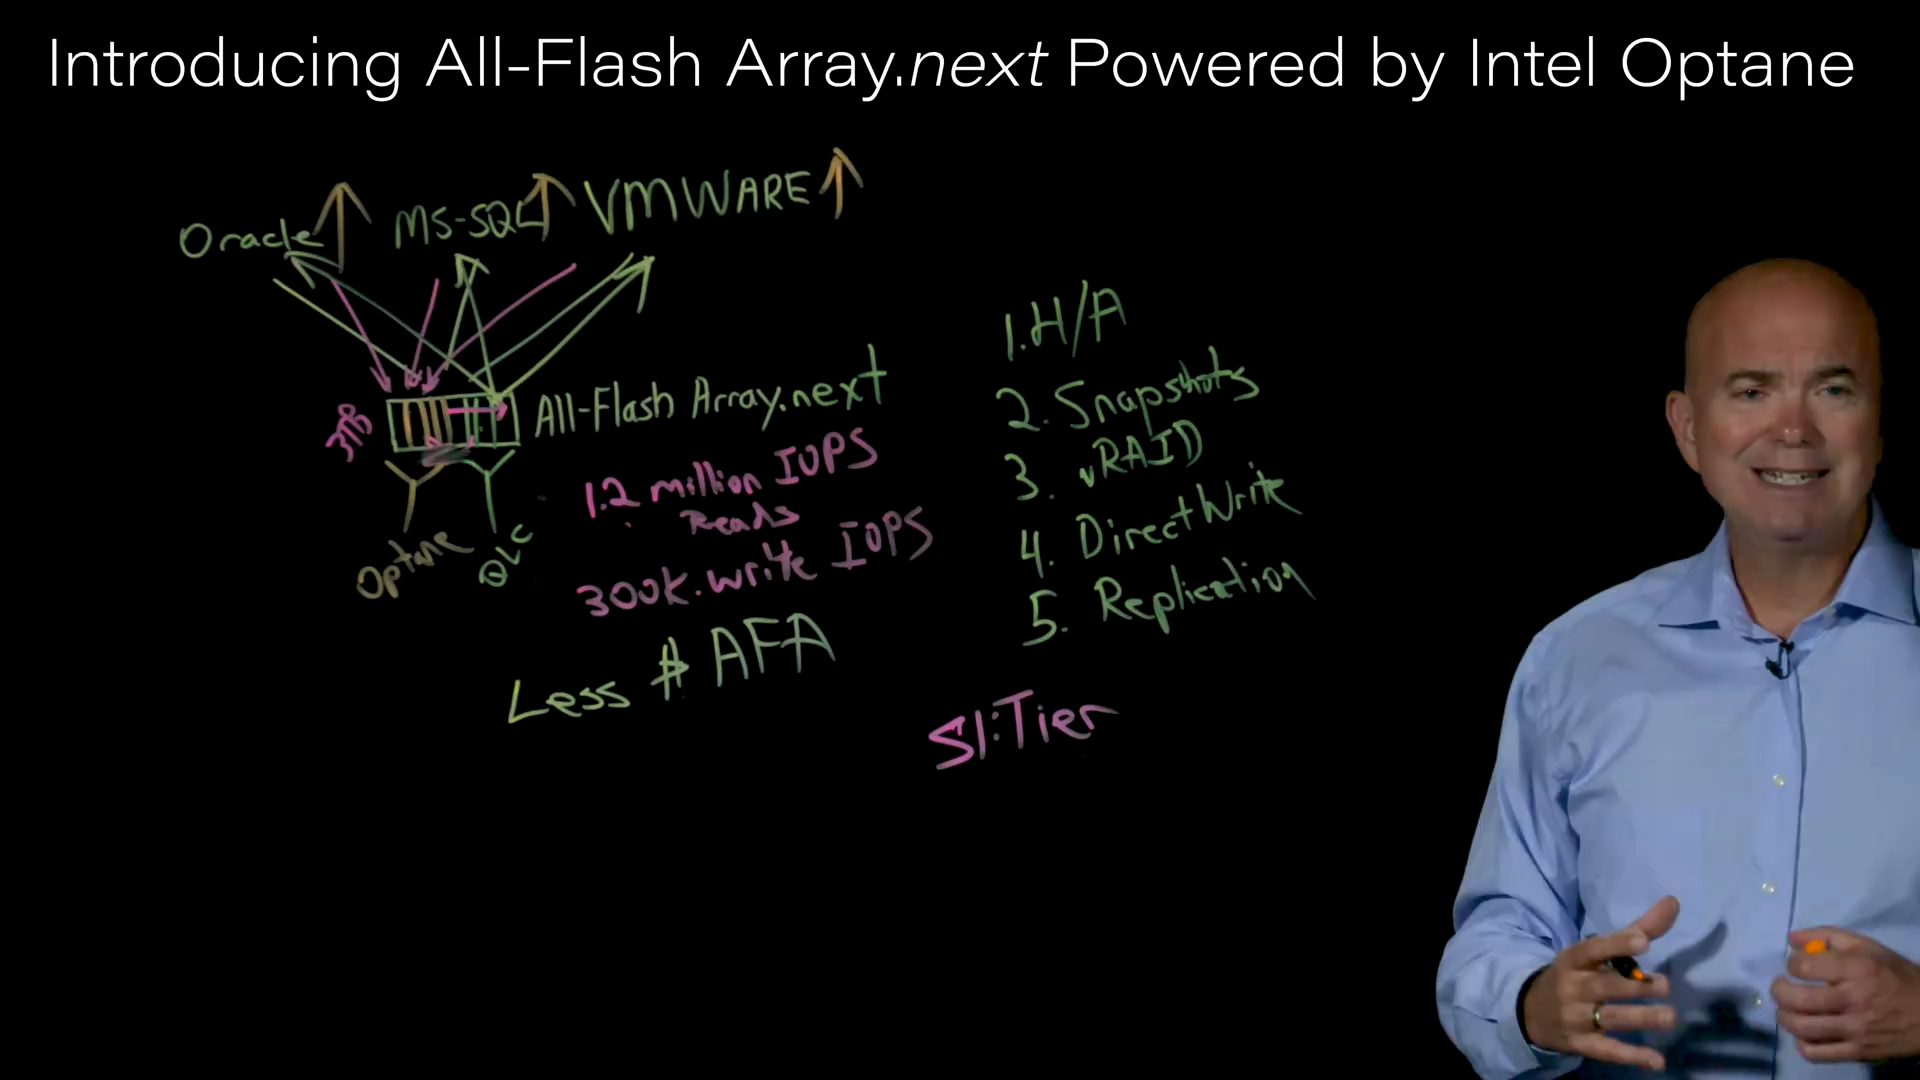 Introducing All-Flash Array.next Powered by Intel Optane
Oracle MS-SQL VMWARE
All-Flash Array.next
1.2 million IOPS
Reads
300K.write IOPS
Optane
QLC
Less $ AFA
1. H/A
2. Snapshots
3. vRAID
4. DirectWrite
5. Replication
SI:Tier